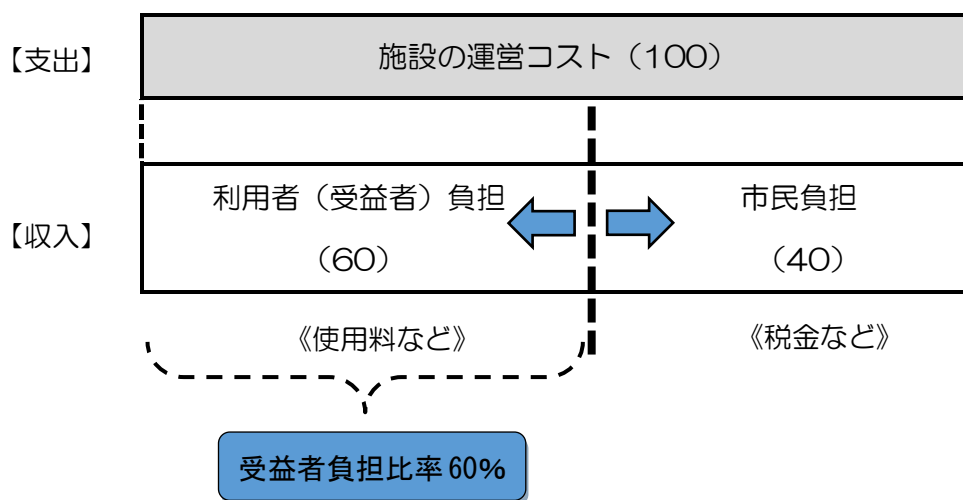 【支出】
施設の運営コスト（100）
【収入】
利用者（受益者）負担
（60）
市民負担
（40）
《使用料など》
《税金など》
受益者負担比率60%